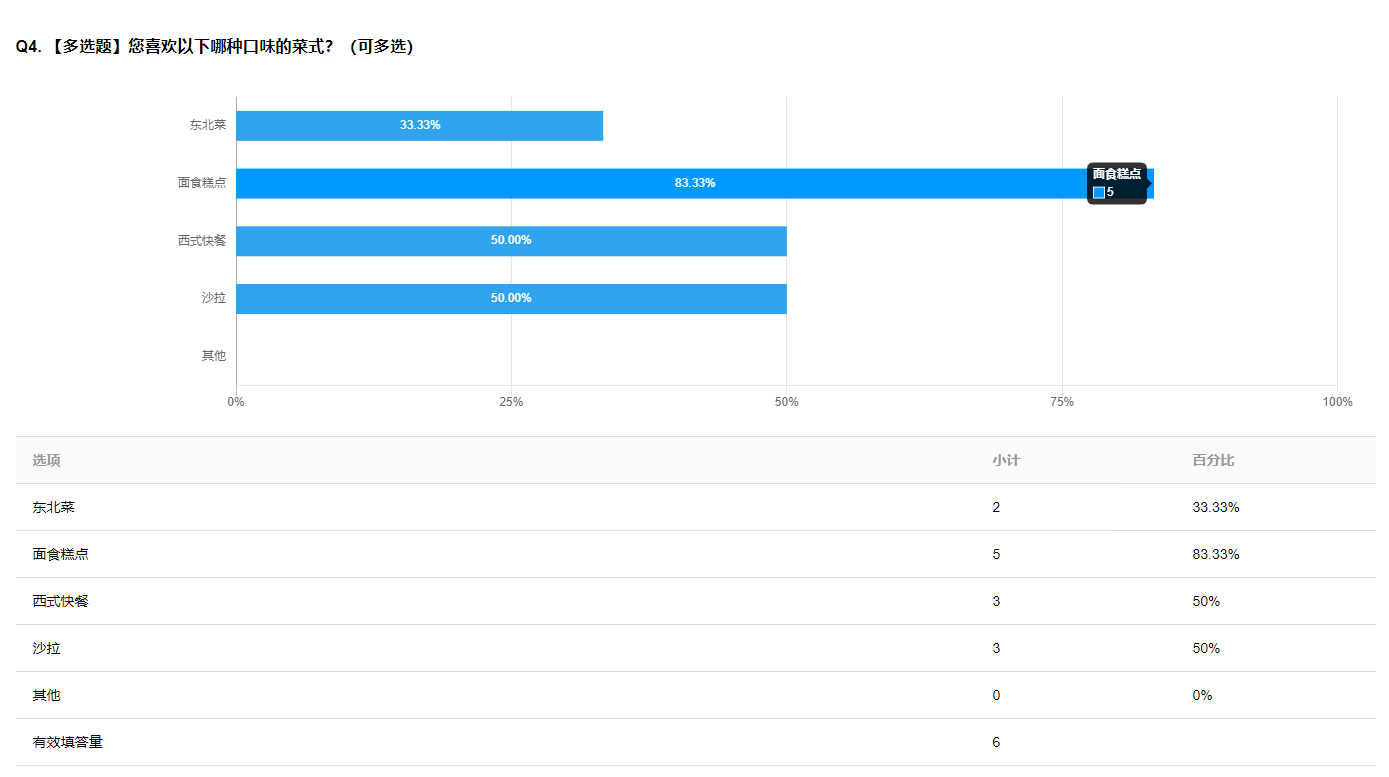 Q4. 【多选题】您喜欢以下哪种口味的菜式？ (可多选)
东北菜 33.33%
面食糕点 83.33%
面食糕点
5
西式快餐 50.00%
沙拉 50.00%
其他
0% 25% 50% 75% 100%
选项 小计 百分比
东北菜 2 33.33%
面食糕点 5 83.33%
西式快餐 3 50%
沙拉 3 50%
其他 0 0%
有效填答量 6